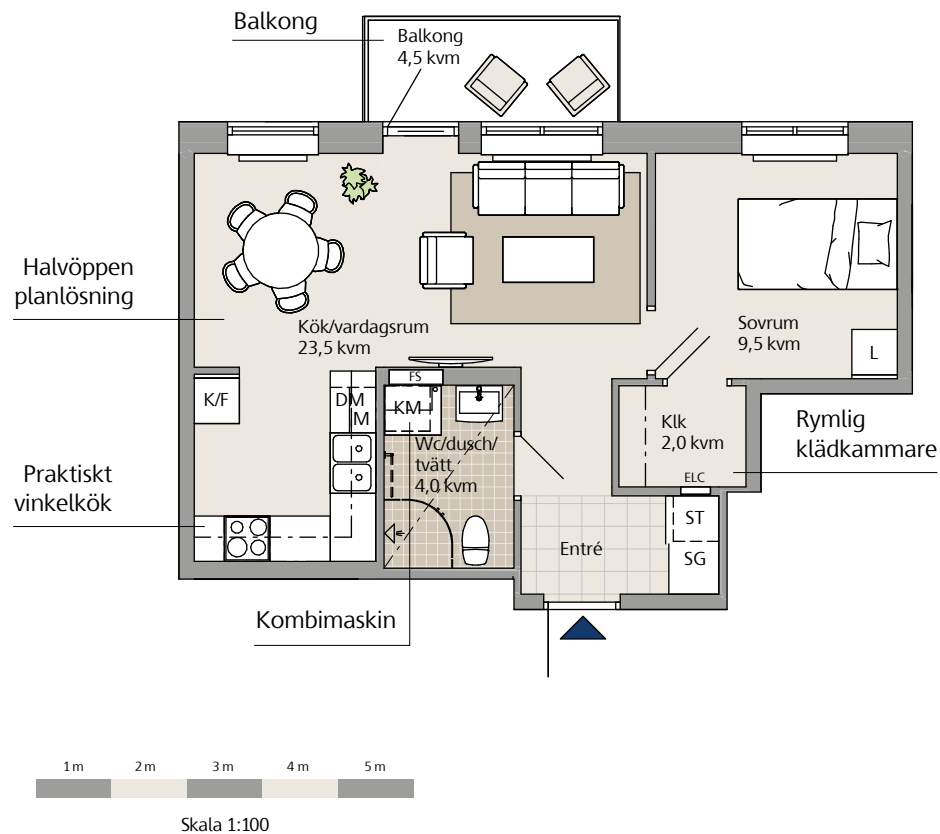 Balkong
Balkong
4,5 kvm
Halvöppen
planlösning
Kök/vardagsrum
23,5 kvm
Sovrum
9,5 kvm
L
K/F
DM
M
FS
KM
Wc/dusch/
tvätt
4,0 kvm
Klk
2,0 kvm
ELC
Rymlig
klädkammare
Praktiskt
vinkelkök
ST
SG
Entré
Kombimaskin
1 m 2 m 3 m 4 m 5 m
Skala 1:100